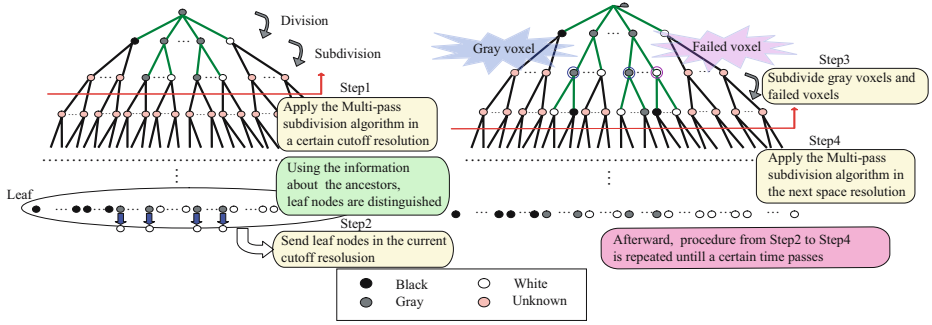 Division
Subdivision
Step1
Apply the Multi-pass
subdivision algorithm in
a certain cutoff resolution
Using the information
about the ancestors,
leaf nodes are distinguished
Leaf
Step2
Send leaf nodes in the current
cutoff resolusion
Gray voxel
Failed voxel
Step3
Subdivide gray voxels and
failed voxels
Step4
Apply the Multi-pass
subdivision algorithm in
the next space resolution
Afterward, procedure from Step2 to Step4
is repeated untill a certain time passes
Black
White
Gray
Unknown